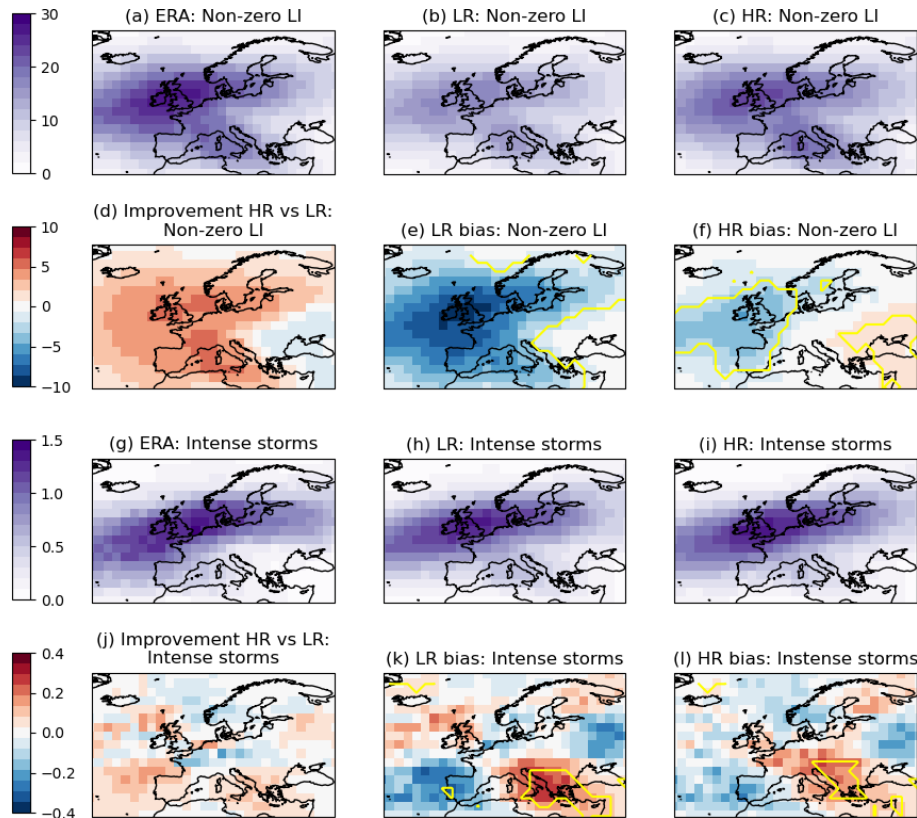 (a) ERA: Non-zero LI
(b) LR: Non-zero LI
(c) HR: Non-zero LI
30
20
10
0
(d) Improvement HR vs LR:
Non-zero LI
(e) LR bias: Non-zero LI
(f) HR bias: Non-zero LI
10
5
0
−5
−10
(g) ERA: Intense storms
(h) LR: Intense storms
(i) HR: Intense storms
1.5
1.0
0.5
0.0
(j) Improvement HR vs LR:
Intense storms
(k) LR bias: Intense storms
(l) HR bias: Instense storms
0.4
0.2
0.0
−0.2
−0.4